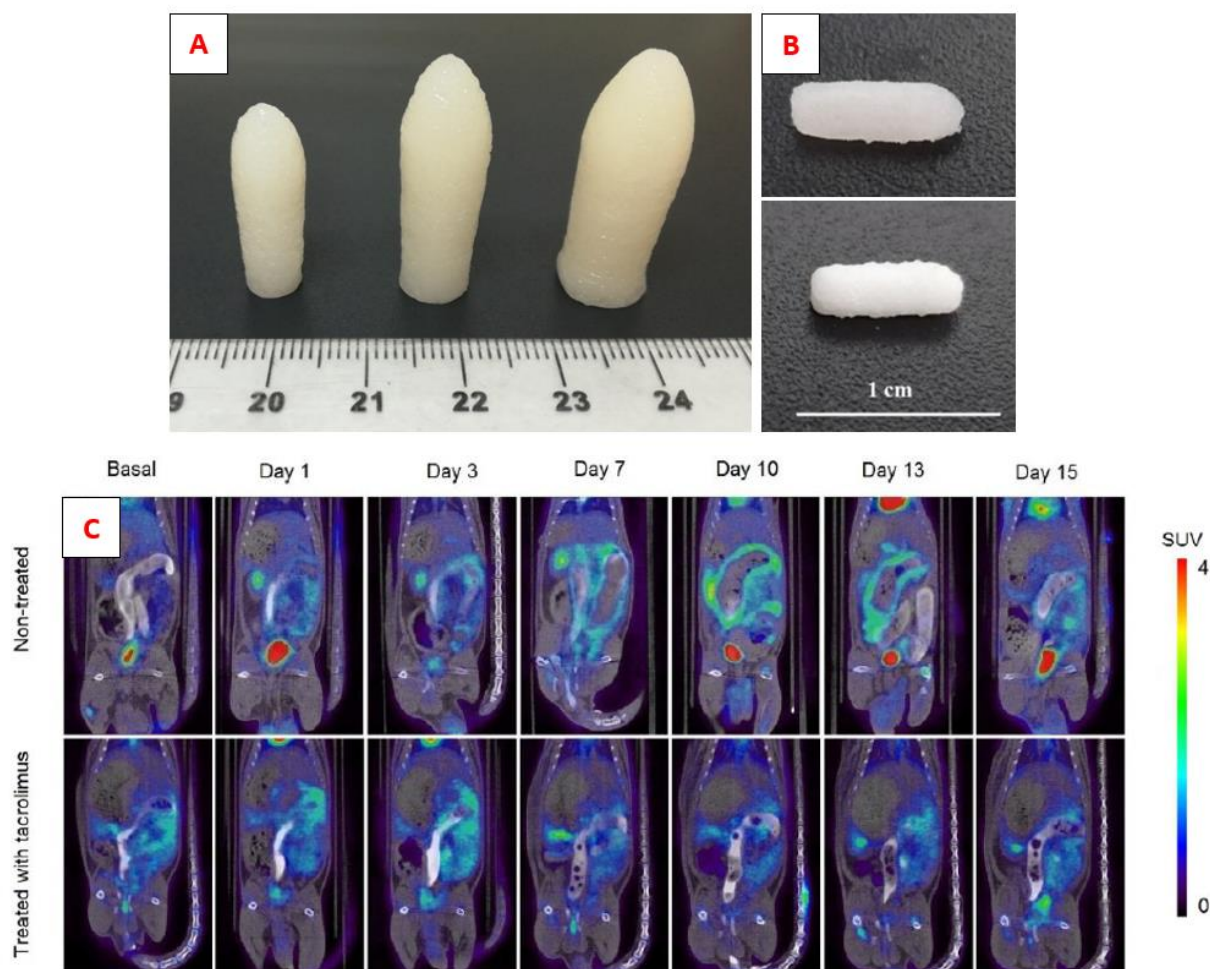 A
B
9 20 21 22 23 24
1 cm
Basal Day 1 Day 3 Day 7 Day 10 Day 13 Day 15
C
Non-treated
Treated with tacrolimus
SUV
4
0